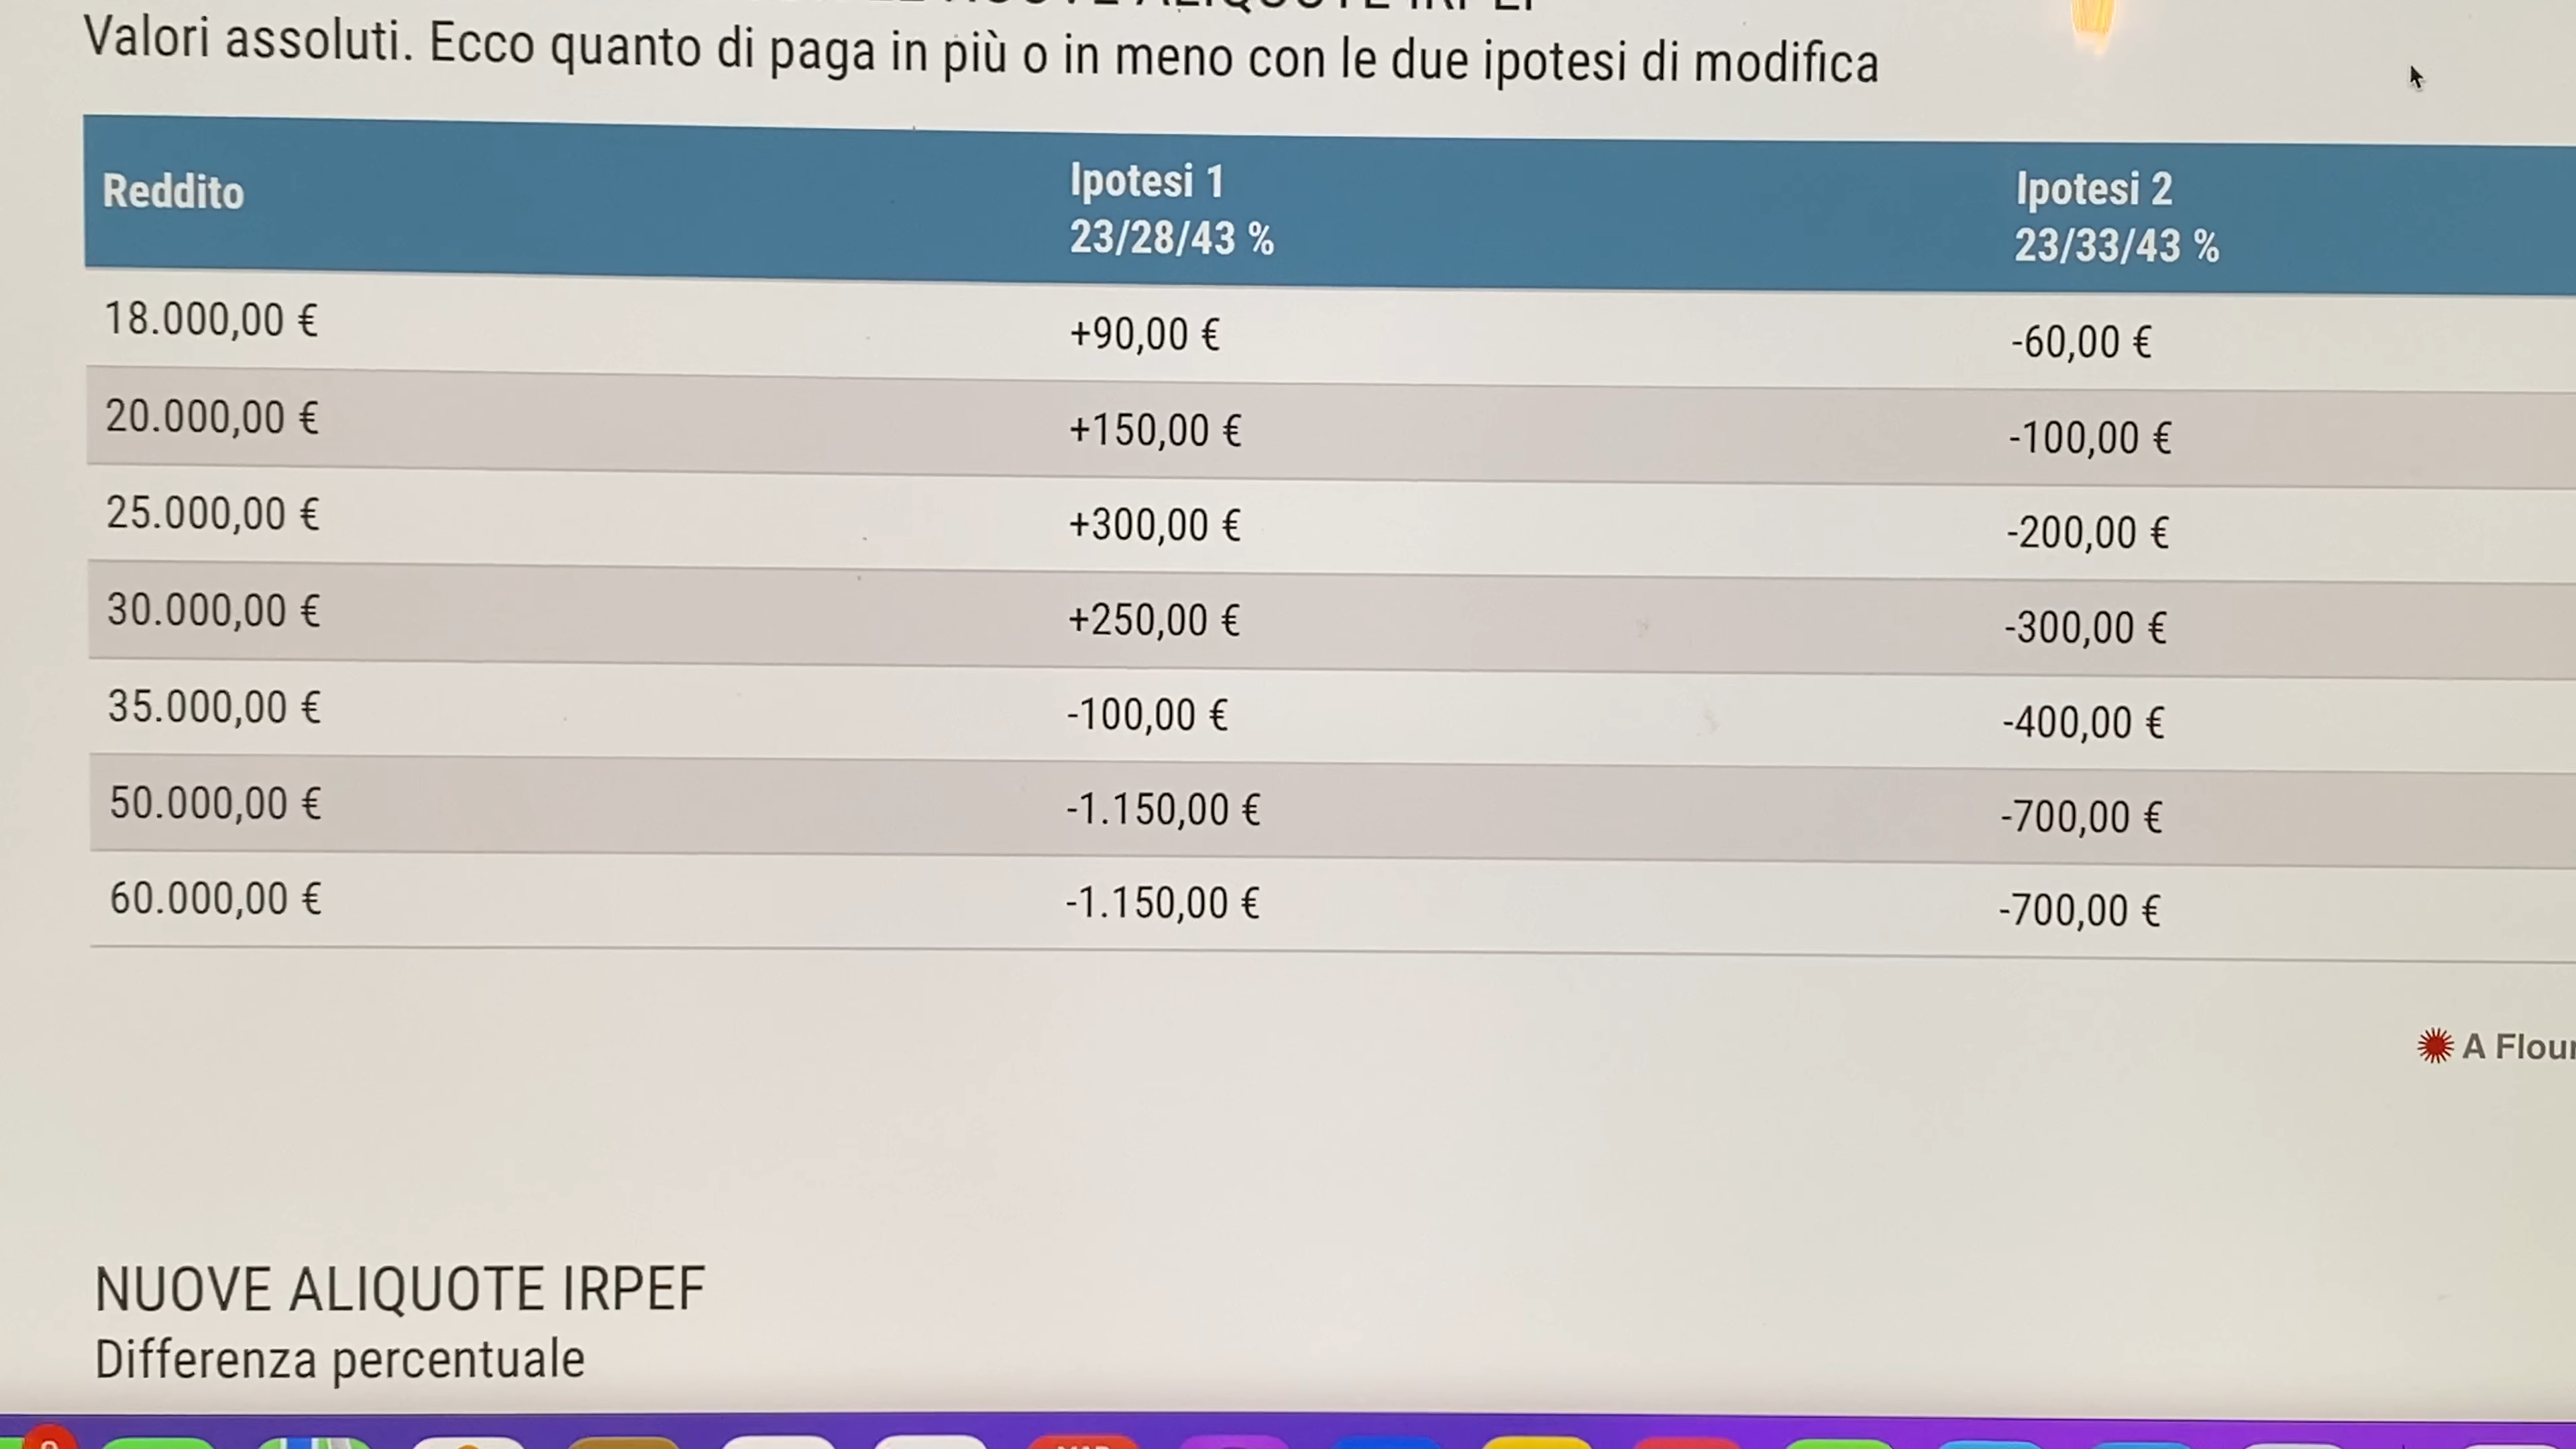 Valori assoluti. Ecco quanto di paga in più o in meno con le due ipotesi di modifica
Reddito Ipotesi 1 23/28/43 % Ipotesi 2 23/33/43 %
18.000,00 € +90,00 € -60,00 €
20.000,00 € +150,00 € -100,00 €
25.000,00 € +300,00 € -200,00 €
30.000,00 € +250,00 € -300,00 €
35.000,00 € -100,00 € -400,00 €
50.000,00 € -1.150,00 € -700,00 €
60.000,00 € -1.150,00 € -700,00 €
A Flour
NUOVE ALIQUOTE IRPEF
Differenza percentuale